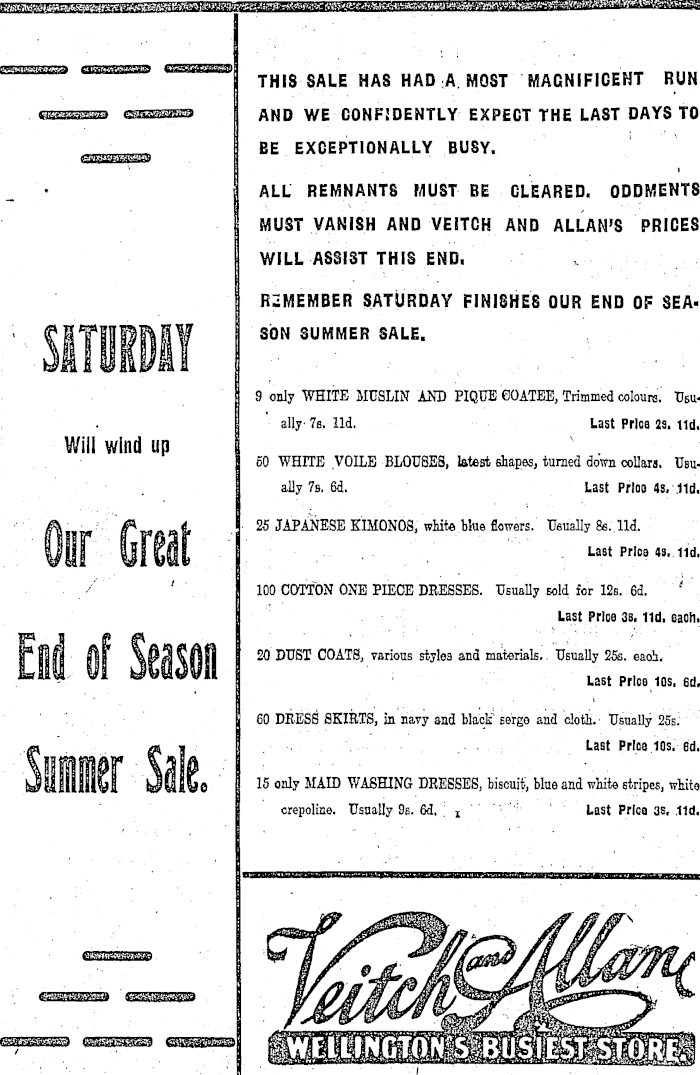 SATURDAY
Will wind up
Our Great
End of Season
Summer Sale.
THIS SALE HAS HAD A MOST MAGNIFICENT RUN
AND WE CONFIDENTLY EXPECT THE LAST DAYS TO
BE EXCEPTIONALLY BUSY.
ALL REMNANTS MUST BE CLEARED. ODDMENTS
MUST VANISH AND VEITCH AND ALLAN'S PRICES
WILL ASSIST THIS END.
REMEMBER SATURDAY FINISHES OUR END OF SEA-
SON SUMMER SALE.
9 only WHITE MUSLIN AND PIQUE COATEE, Trimmed colours. Usu-
ally 7s. 11d. Last Price 2s. 11d.
50 WHITE VOILE BLOUSES, latest shapes, turned down collars. Usu-
ally 7s. 6d. Last Price 4s. 11d.
25 JAPANESE KIMONOS, white blue flowers. Usually 8s. 11d.
Last Price 4s. 11d.
100 COTTON ONE PIECE DRESSES. Usually sold for 12s. 6d.
Last Price 3s. 11d. each.
20 DUST COATS, various styles and materials. Usually 25s. each.
Last Price 10s. 6d.
60 DRESS SKIRTS, in navy and black serge and cloth. Usually 25s.
Last Price 10s. 6d.
15 only MAID WASHING DRESSES, biscuit, blue and white stripes, white
crepoline. Usually 9s. 6d. Last Price 3s. 11d.
Veitch and Allan
WELLINGTON'S BUSIEST STORE.